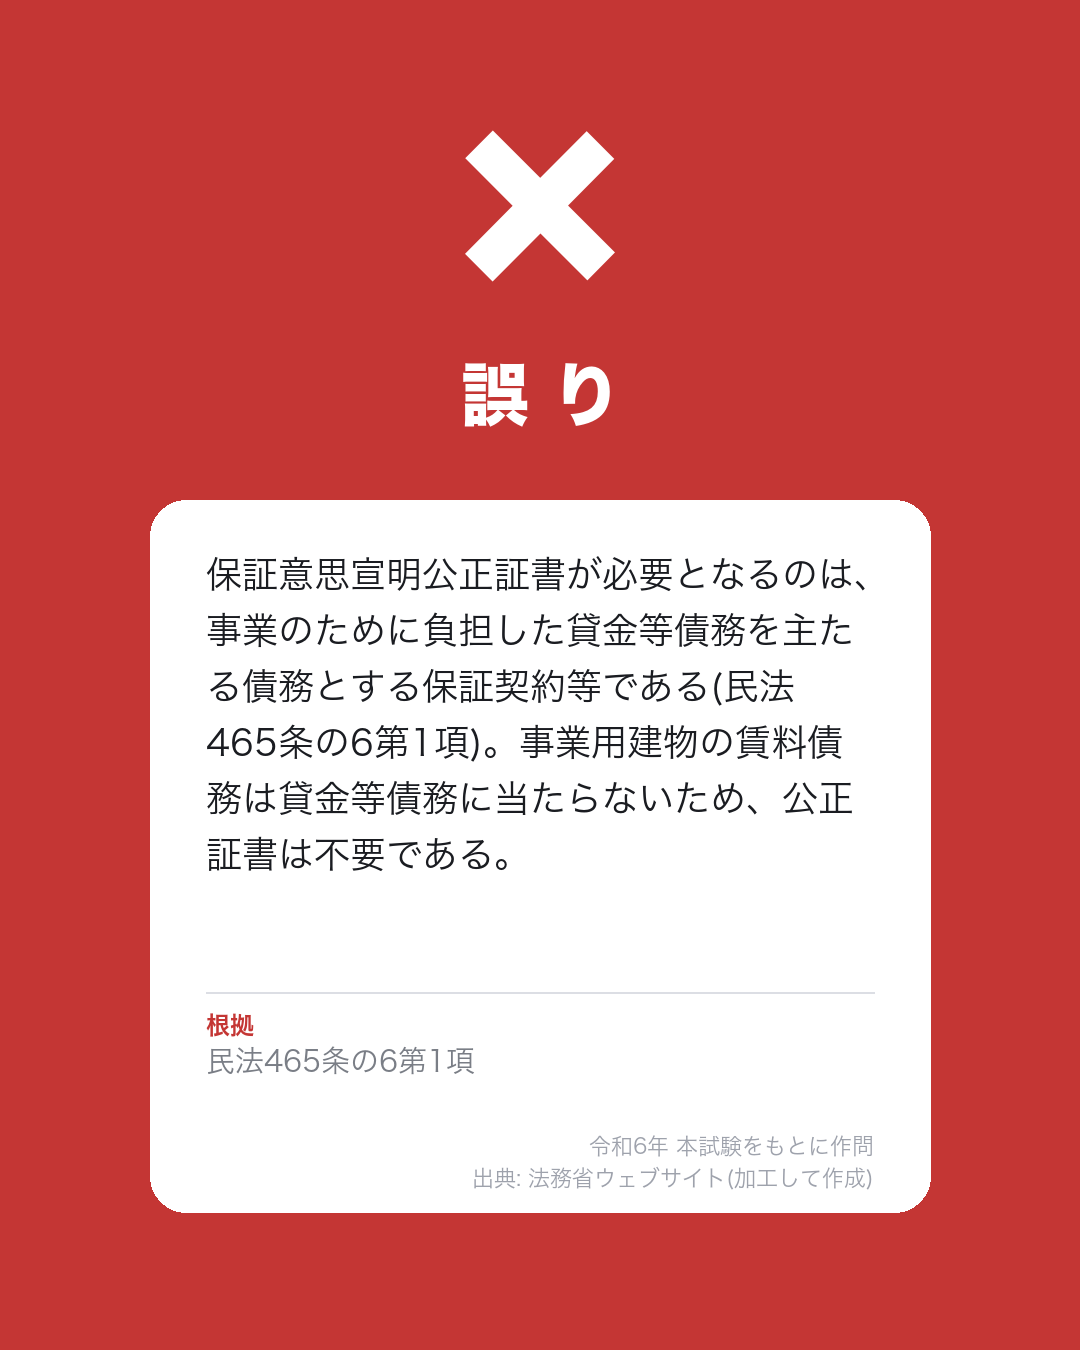 誤り
保証意思宣明公正証書が必要となるのは、
事業のために負担した貸金等債務を主た
る債務とする保証契約等である(民法
465条の6第1項)。事業用建物の賃料債
務は貸金等債務に当たらないため、公正
証書は不要である。
根拠
民法465条の6第1項
令和6年 本試験をもとに作問
出典: 法務省ウェブサイト(加工して作成)